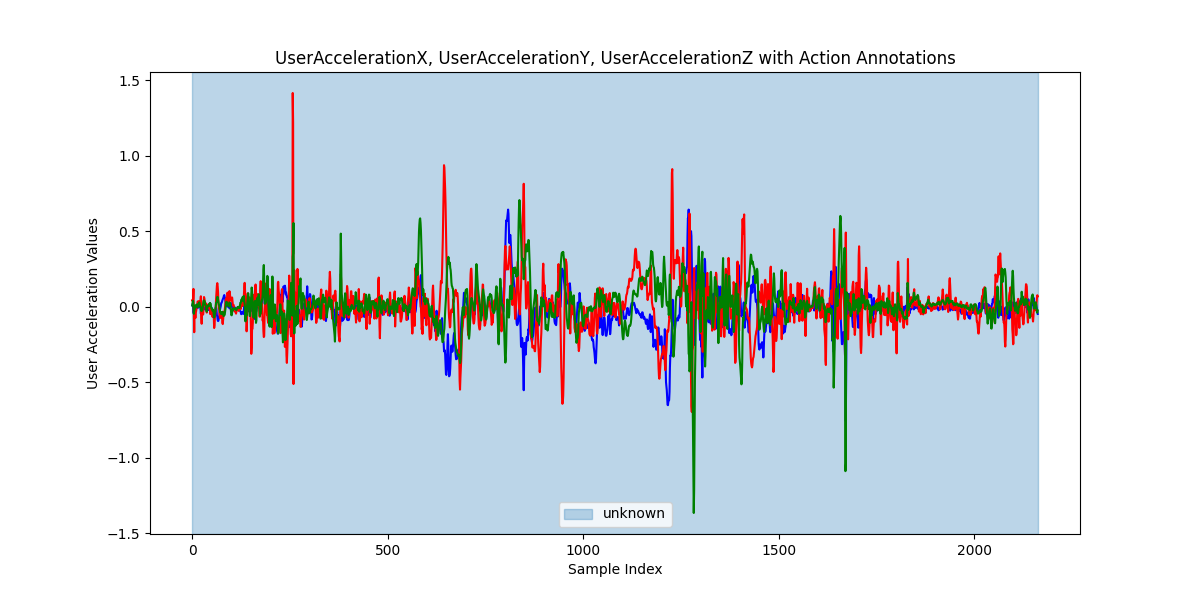 UserAccelerationX, UserAccelerationY, UserAccelerationZ with Action Annotations
User Acceleration Values
1.5
1.0
0.5
0.0
−0.5
−1.0
−1.5
unknown
0 500 1000 1500 2000
Sample Index